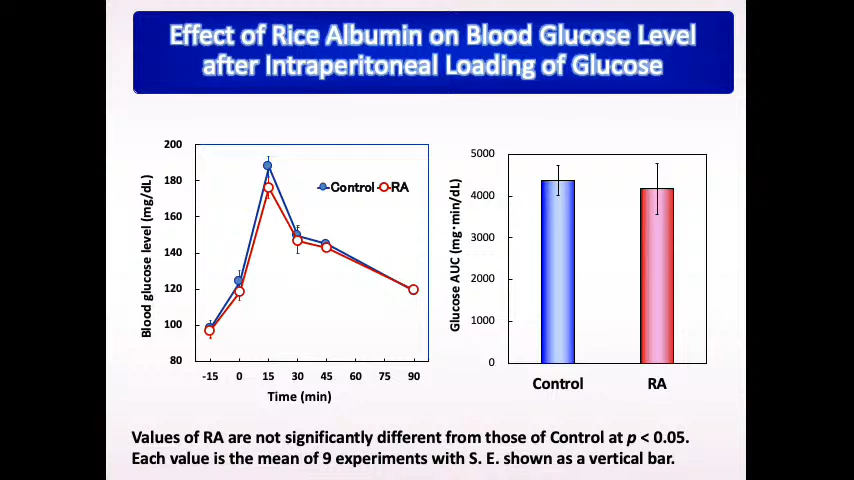 Effect of Rice Albumin on Blood Glucose Level
after Intraperitoneal Loading of Glucose
Blood glucose level (mg/dL)
200
180
160
140
120
100
80
Control RA
-15 0 15 30 45 60 75 90
Time (min)
Glucose AUC (mg·min/dL)
5000
4000
3000
2000
1000
0
Control RA
Values of RA are not significantly different from those of Control at p < 0.05.
Each value is the mean of 9 experiments with S. E. shown as a vertical bar.